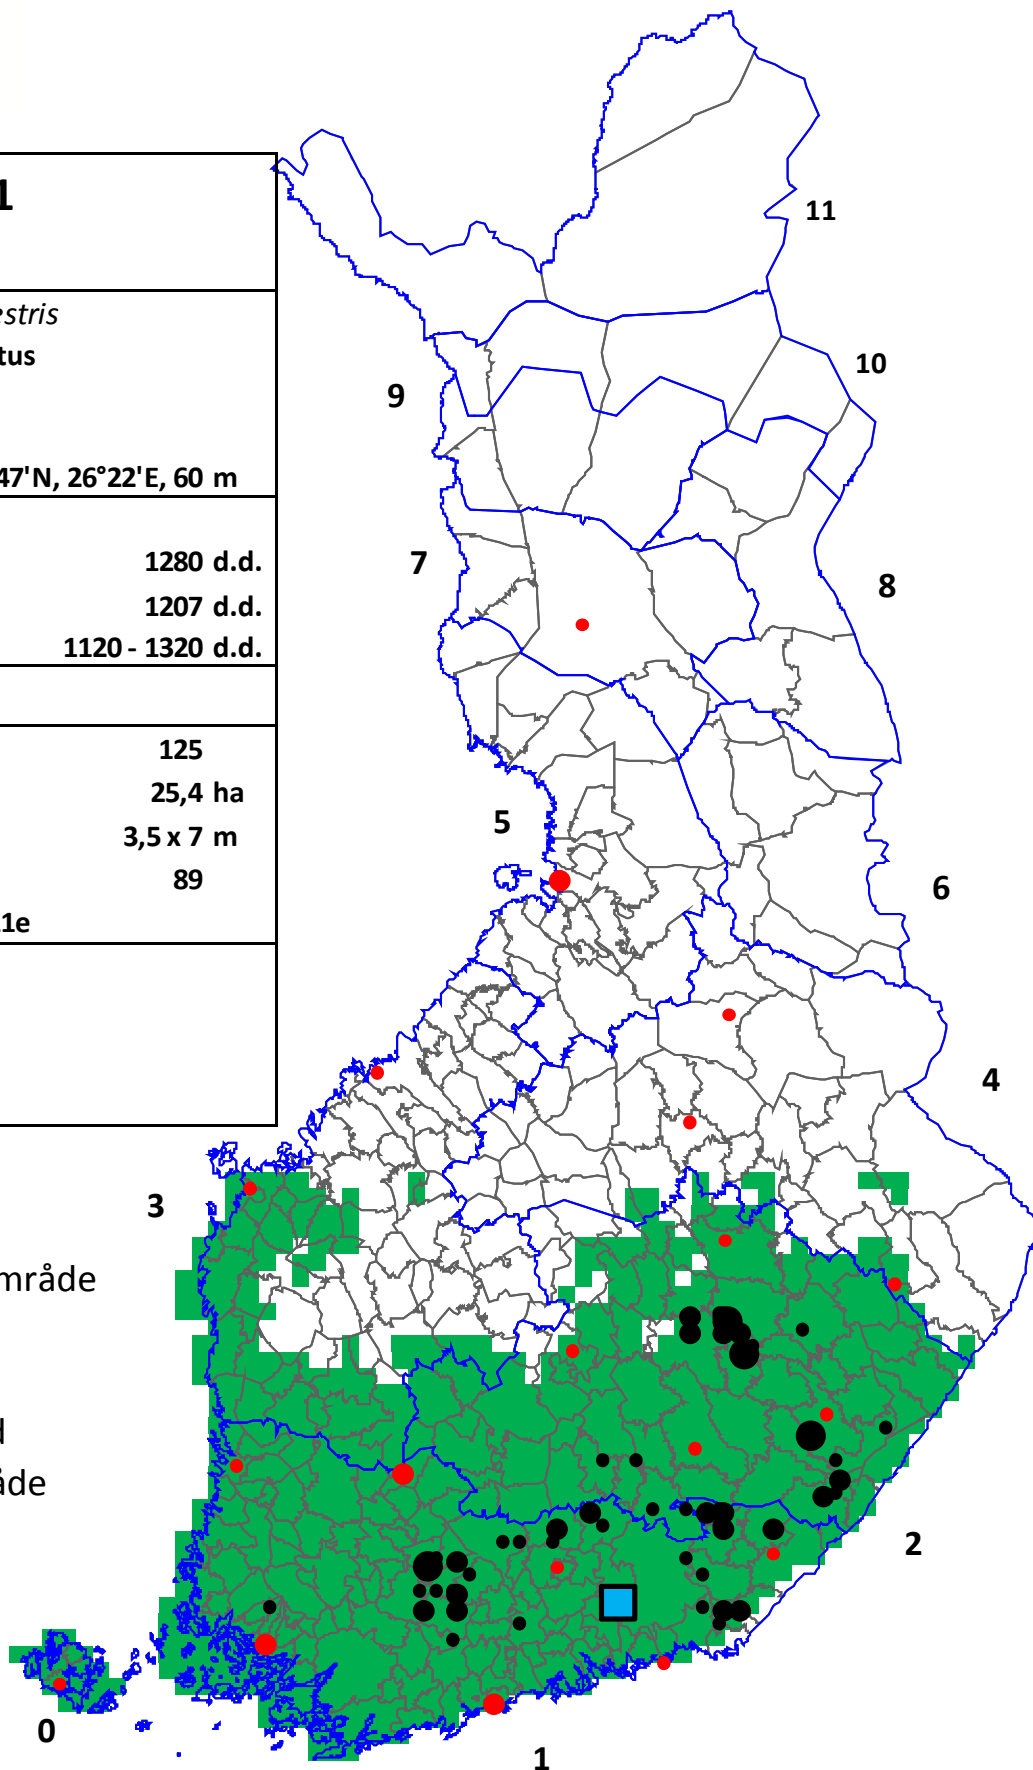 1
estris
tus
47'N, 26°22'E, 60 m
1280 d.d.
1207 d.d.
1120 - 1320 d.d.
125
25,4 ha
3,5 x 7 m
89
1e
11
10
9
7
8
5
6
4
3
mråde
d
åde
2
0
1